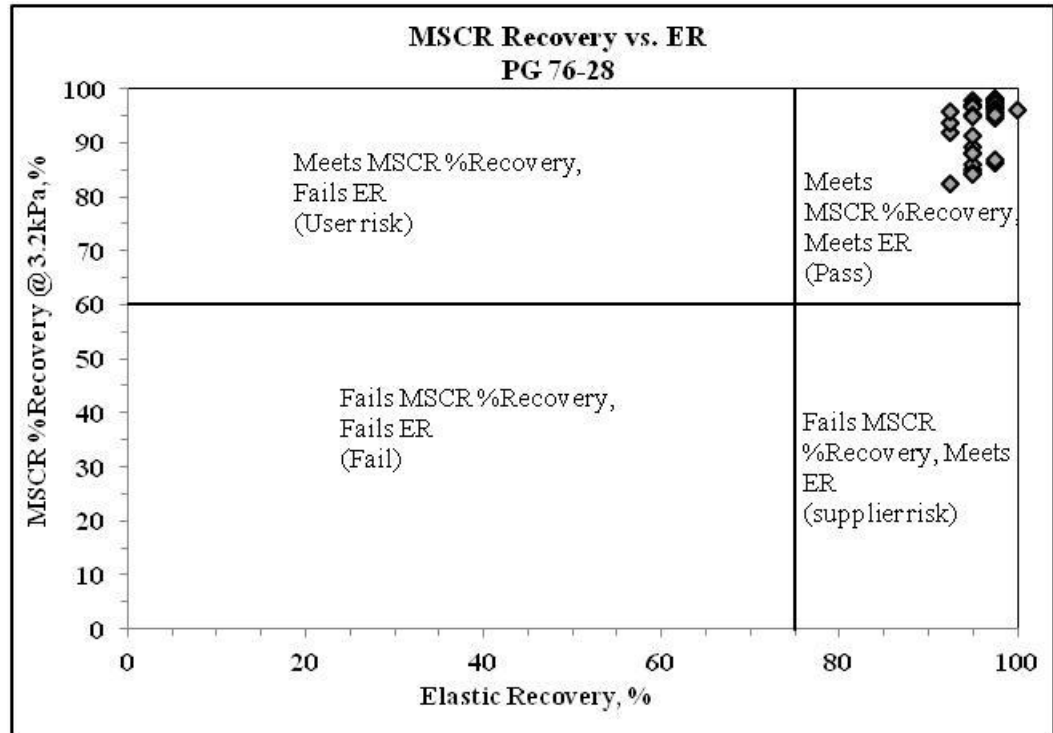 MSCR Recovery vs. ER
PG 76-28
MSCR %Recovery @ 3.2kPa,%
100
90
80
70
60
50
40
30
20
10
0
Meets MSCR %Recovery,
Fails ER
(User risk)
Meets
MSCR %Recovery,
Meets ER
(Pass)
Fails MSCR %Recovery,
Fails ER
(Fail)
Fails MSCR
%Recovery, Meets
ER
(supplier risk)
0 20 40 60 80 100
Elastic Recovery, %